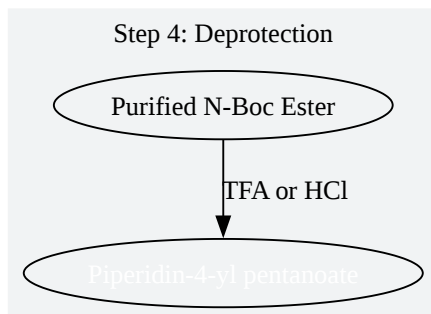 Step 4: Deprotection
Purified N-Boc Ester
TFA or HCl
Piperidin-4-yl pentanoate